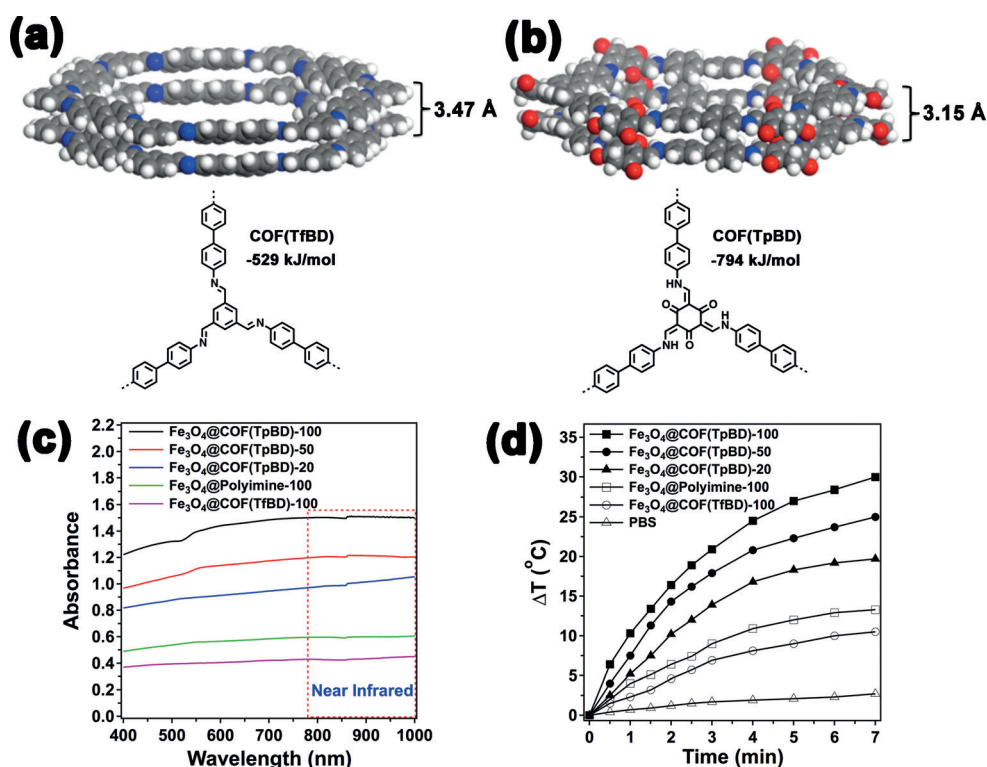 (a)
3.47 Å
COF(TfBD)
-529 kJ/mol
N
N
N
(b)
3.15 Å
COF(TpBD)
-794 kJ/mol
HN
O
O
H
N
NH
O
(c)
Absorbance
2.2
2.0
1.8
1.6
1.4
1.2
1.0
0.8
0.6
0.4
0.2
0.0
Fe₃O₄@COF(TpBD)-100
Fe₃O₄@COF(TpBD)-50
Fe₃O₄@COF(TpBD)-20
Fe₃O₄@Polyimine-100
Fe₃O₄@COF(TfBD)-100
Near Infrared
400 500 600 700 800 900 1000
Wavelength (nm)
(d)
ΔT (°C)
35
30
25
20
15
10
5
0
Fe₃O₄@COF(TpBD)-100
Fe₃O₄@COF(TpBD)-50
Fe₃O₄@COF(TpBD)-20
Fe₃O₄@Polyimine-100
Fe₃O₄@COF(TfBD)-100
PBS
0 1 2 3 4 5 6 7
Time (min)